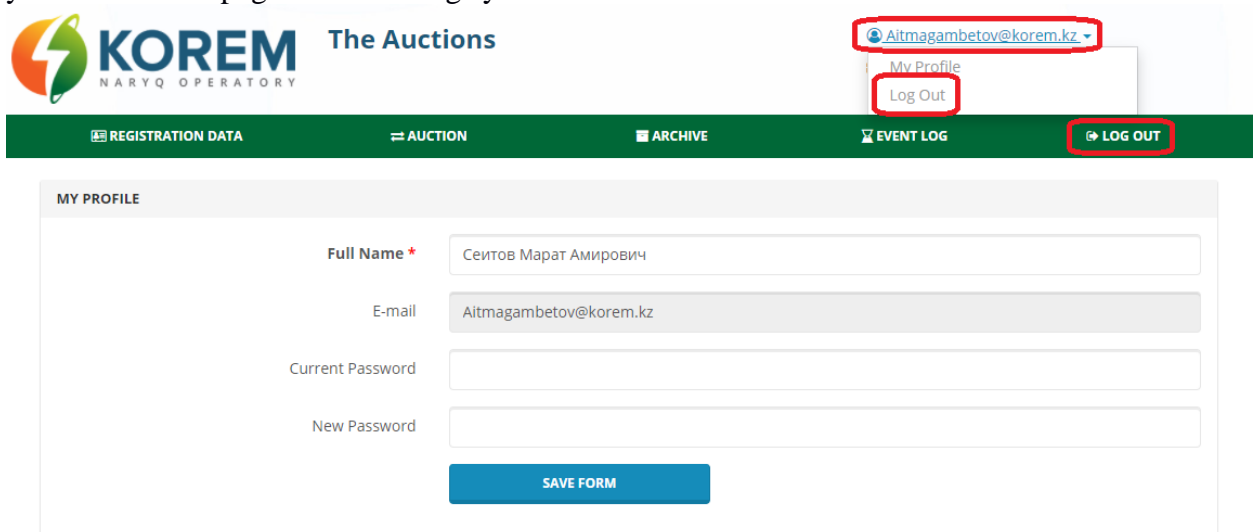 KOREM
NARYQ OPERATORY
The Auctions
Aitmagambetov@korem.kz
My Profile
Log Out
REGISTRATION DATA
AUCTION
ARCHIVE
EVENT LOG
LOG OUT
MY PROFILE
Full Name *
Сеитов Марат Амирович
E-mail
Aitmagambetov@korem.kz
Current Password
New Password
SAVE FORM